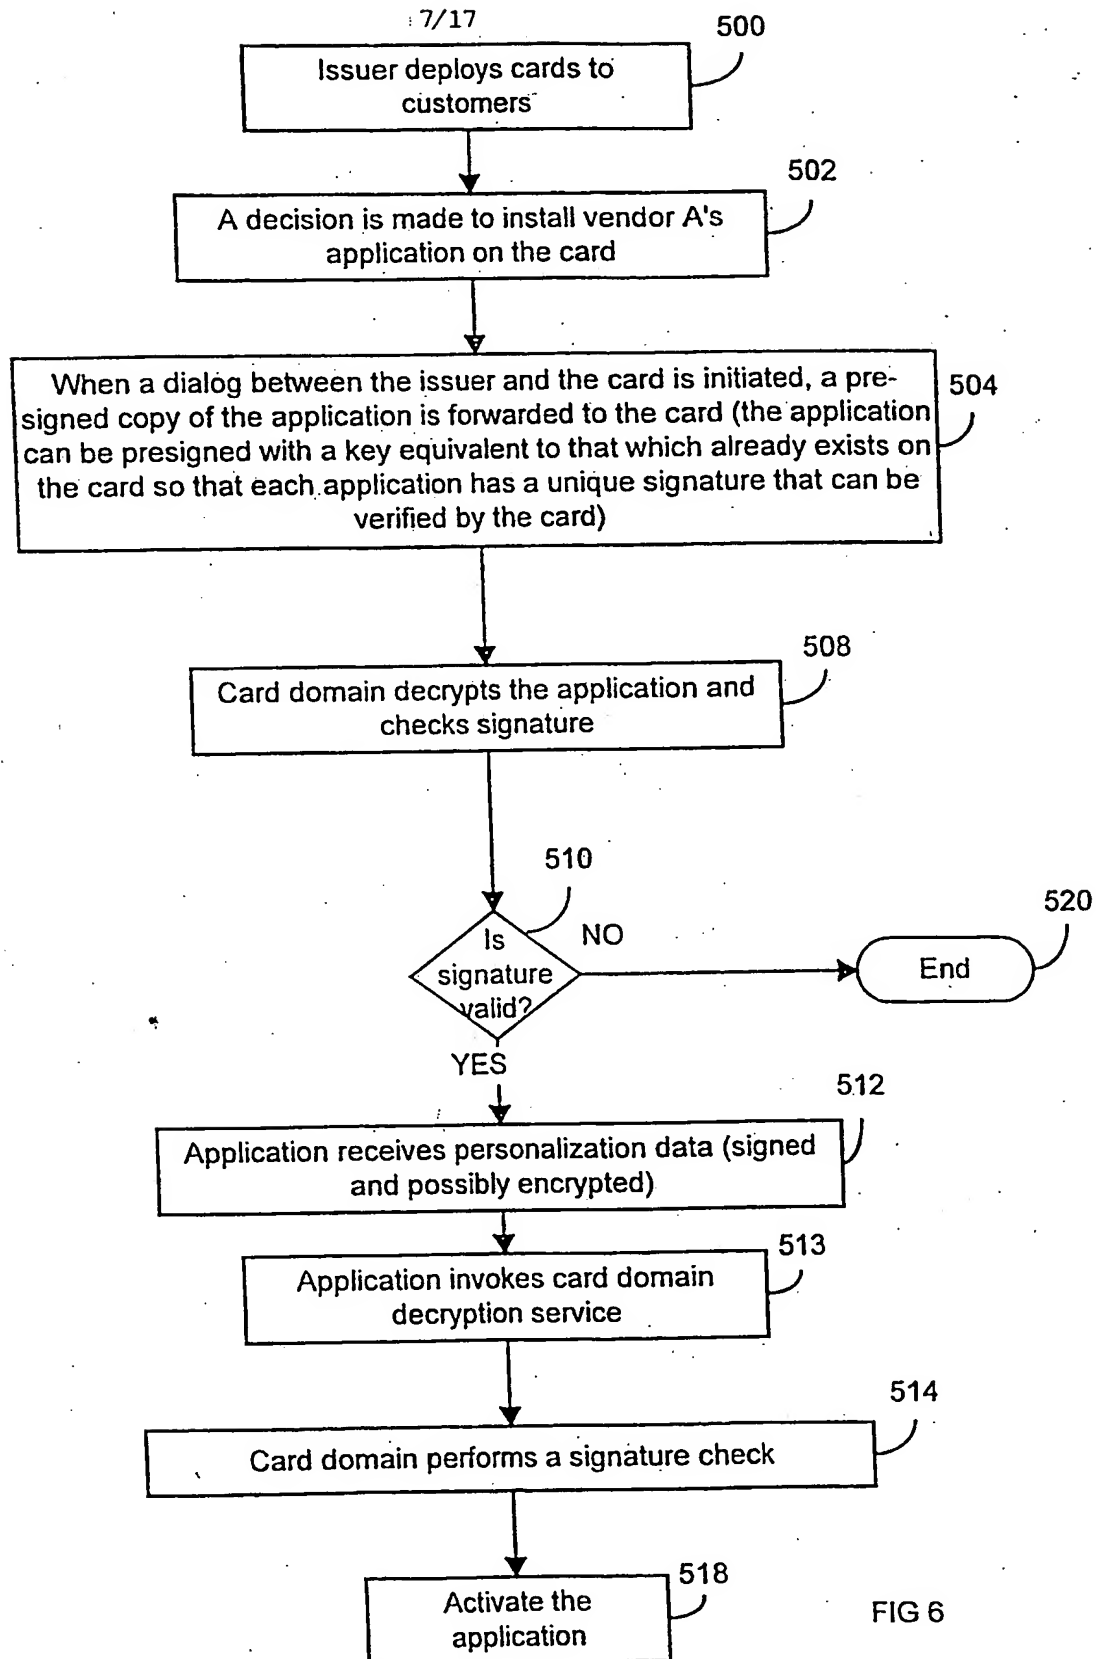 7/17
500
Issuer deploys cards to
customers
502
A decision is made to install vendor A's
application on the card
504
When a dialog between the issuer and the card is initiated, a pre-
signed copy of the application is forwarded to the card (the application
can be presigned with a key equivalent to that which already exists on
the card so that each application has a unique signature that can be
verified by the card)
508
Card domain decrypts the application and
checks signature
510
Is
signature
valid?
NO
520
End
YES
512
Application receives personalization data (signed
and possibly encrypted)
513
Application invokes card domain
decryption service
514
Card domain performs a signature check
518
Activate the
application
FIG 6